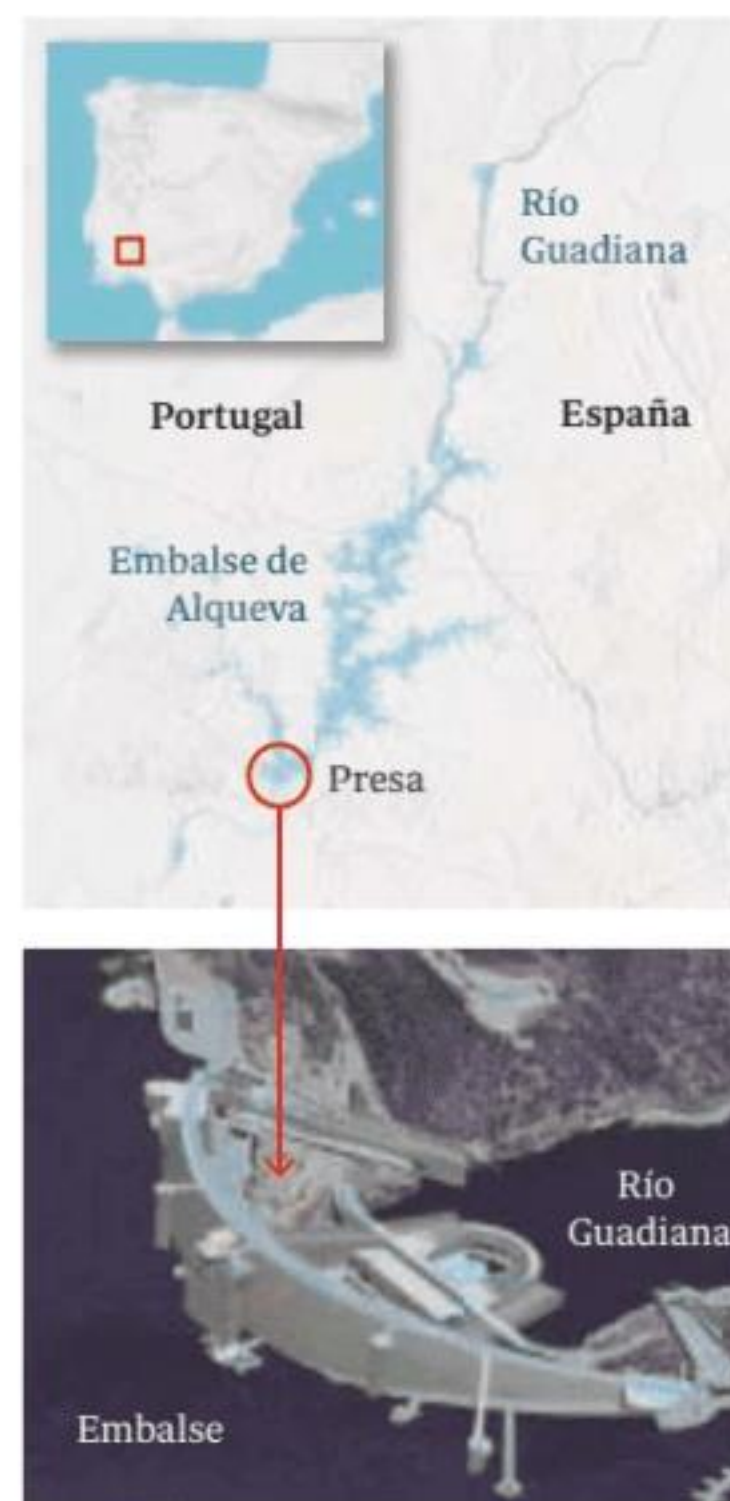 Río
Guadiana
Portugal
España
Embalse de
Alqueva
Presa
Río
Guadiana
Embalse